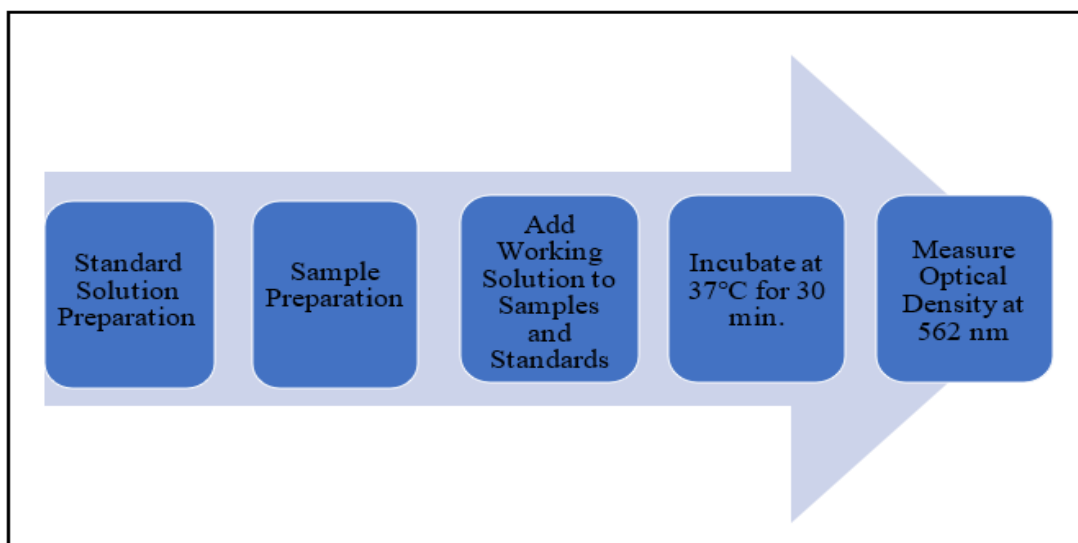 Standard
Solution
Preparation
Sample
Preparation
Add
Working
Solution to
Samples
and
Standards
Incubate at
37°C for 30
min.
Measure
Optical
Density at
562 nm